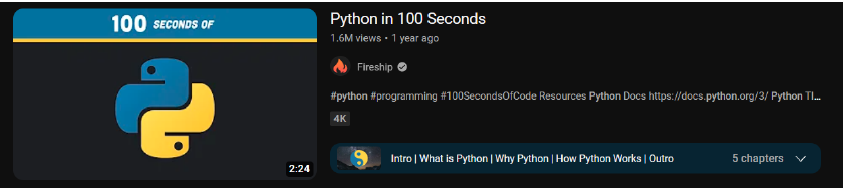 100 SECONDS OF
2:24
Python in 100 Seconds
1.6M views • 1 year ago
Fireship
#python #programming #100SecondsOfCode Resources Python Docs https://docs.python.org/3/ Python TI...
4K
Intro | What is Python | Why Python | How Python Works | Outro
5 chapters